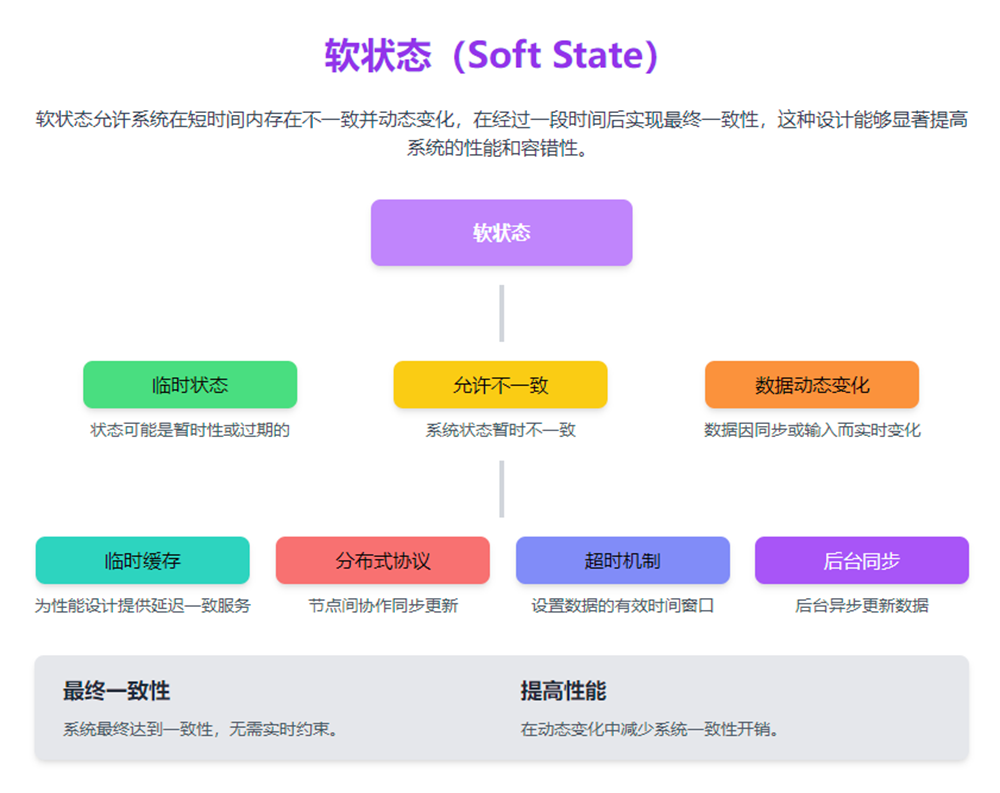 软状态（Soft State）
软状态允许系统在短时间内存在不一致并动态变化，在经过一段时间后实现最终一致性，这种设计能够显著提高
系统的性能和容错性。
软状态
临时状态
允许不一致
数据动态变化
状态可能是暂时性或过期的
系统状态暂时不一致
数据因同步或输入而实时变化
临时缓存
分布式协议
超时机制
后台同步
为性能设计提供延迟一致服务
节点间协作同步更新
设置数据的有效时间窗口
后台异步更新数据
最终一致性
提高性能
系统最终达到一致性，无需实时约束。
在动态变化中减少系统一致性开销。